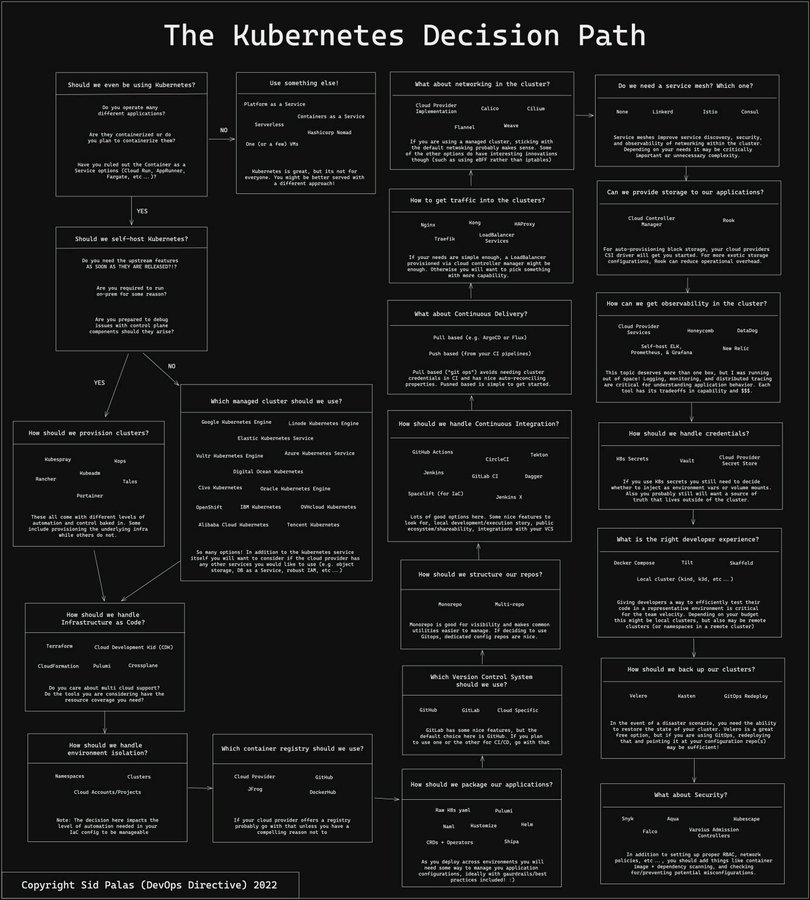 The Kubernetes Decision Path
Should we even be using Kubernetes?
Do you operate many
different applications?
Are they containerized or do
you plan to containerize them?
Have you ruled out the Container as a
Service options (Cloud Run, AppRunner,
Fargate, etc...)?
NO
Use something else!
Platform as a Service
Containers as a Service
Serverless
Hashicorp Nomad
One (or a few) VMs
Kubernetes is great, but its not for
everyone. You might be better served with
a different approach!
YES
Should we self-host Kubernetes?
Do you need the upstream features
AS SOON AS THEY ARE RELEASED?!?
Are you required to run
on-prem for some reason?
Are you prepared to debug
issues with control plane
components should they arise?
YES
NO
How should we provision clusters?
Kubespray
Kops
Kubeadm
Rancher
Talos
Portainer
These all come with different levels of
automation and control baked in. Some
include provisioning the underlying infra
while others do not.
Which managed cluster should we use?
Google Kubernetes Engine
Linode Kubernetes Engine
Elastic Kubernetes Service
Vultr Kubernetes Engine
Azure Kubernetes Service
Digital Ocean Kubernetes
Civo Kubernetes
Oracle Kubernetes Engine
OpenShift
IBM Kubernetes
OVHcloud Kubernetes
Alibaba Cloud Kubernetes
Tencent Kubernetes
So many options! In addition to the kubernetes service
itself you will want to consider if the cloud provider has
any other services you would like to use (e.g. object
storage, DB as a Service, robust IAM, etc...)
How should we handle
Infrastructure as Code?
Terraform
Cloud Development Kid (CDK)
CloudFormation
Pulumi
Crossplane
Do you care about multi cloud support?
Do the tools you are considering have the
resource coverage you need?
How should we handle
environment isolation?
Namespaces
Clusters
Cloud Accounts/Projects
Note: The decision here impacts the
level of automation needed in your
IaC config to be manageable
Which container registry should we use?
Cloud Provider
GitHub
JFrog
DockerHub
If your cloud provider offers a registry
probably go with that unless you have a
compelling reason not to
How should we package our applications?
Raw K8s yaml
Pulumi
Naml
Kustomize
Helm
CRDs + Operators
Shipa
As you deploy across environments you will
need some way to manage you application
configurations, ideally with gaurdrails/best
practices included! :)
Which Version Control System
should we use?
GitHub
GitLab
Cloud Specific
GitLab has some nice features, but the
default choice here is GitHub. If you plan
to use one or the other for CI/CD, go with that
How should we structure our repos?
Monorepo
Multi-repo
Monorepo is good for visibility and makes common
utilities easier to manage. If deciding to use
Gitops, dedicated config repos are nice.
How should we handle Continuous Integration?
GitHub Actions
CircleCI
Tekton
Jenkins
GitLab CI
Dagger
Spacelift (for IaC)
Jenkins X
Lots of good options here. Some nice features to
look for, local development/execution story, public
ecosystem/shareability, integrations with your VCS
What about Continuous Delivery?
Pull based (e.g. ArgoCD or Flux)
Push based (from your CI pipelines)
Pull based ("git ops") avoids needing cluster
credentials in CI and has nice auto-reconciling
properties. Pushed based is simple to get started.
How to get traffic into the clusters?
Nginx
Kong
HAProxy
Traefik
LoadBalancer
Services
If your needs are simple enough, a LoadBalancer
provisioned via cloud controller manager might be
enough. Otherwise you will want to pick something
with more capability.
What about networking in the cluster?
Cloud Provider
Implementation
Calico
Cilium
Flannel
Weave
If you are using a managed cluster, sticking with
the default networking probably makes sense. Some
of the other options do have interesting innovations
though (such as using eBFF rather than iptables)
Do we need a service mesh? Which one?
None
Linkerd
Istio
Consul
Service meshes improve service discovery, security,
and observability of networking within the cluster.
Depending on your needs it may be critically
important or unnecessary complexity.
Can we provide storage to our applications?
Cloud Controller
Manager
Rook
For auto-provisioning block storage, your cloud providers
CSI driver will get you started. For more exotic storage
configurations, Rook can reduce operational overhead.
How can we get observability in the cluster?
Cloud Provider
Services
Honeycomb
DataDog
Self-host ELK,
Prometheus, & Grafana
New Relic
This topic deserves more than one box, but I was running
out of space! Logging, monitoring, and distributed tracing
are critical for understanding application behavior. Each
tool has its tradeoffs in capability and $$$.
How should we handle credentials?
K8s Secrets
Vault
Cloud Provider
Secret Store
If you use K8s secrets you still need to decide
whether to inject as environment vars or volume mounts.
Also you probably still will want a source of
truth that lives outside of the cluster.
What is the right developer experience?
Docker Compose
Tilt
Skaffold
Local cluster (kind, k3d, etc...)
Giving developers a way to efficiently test their
code in a representative environment is critical
for the team velocity. Depending on your budget
this might be local clusters, but also may be remote
clusters (or namespaces in a remote cluster)
How should we back up our clusters?
Velero
Kasten
GitOps Redeploy
In the event of a disaster scenario, you need the ability
to restore the state of your cluster. Velero is a great
free option, but if you are using GitOps, redeploying
that and pointing it at your configuration repo(s)
may be sufficient!
What about Security?
Snyk
Aqua
Kubescape
Falco
Varoius Admission
Controllers
In addition to setting up proper RBAC, network
policies, etc..., you should add things like container
image + dependency scanning, and checking
for/preventing potential misconfigurations.
Copyright Sid Palas (DevOps Directive) 2022